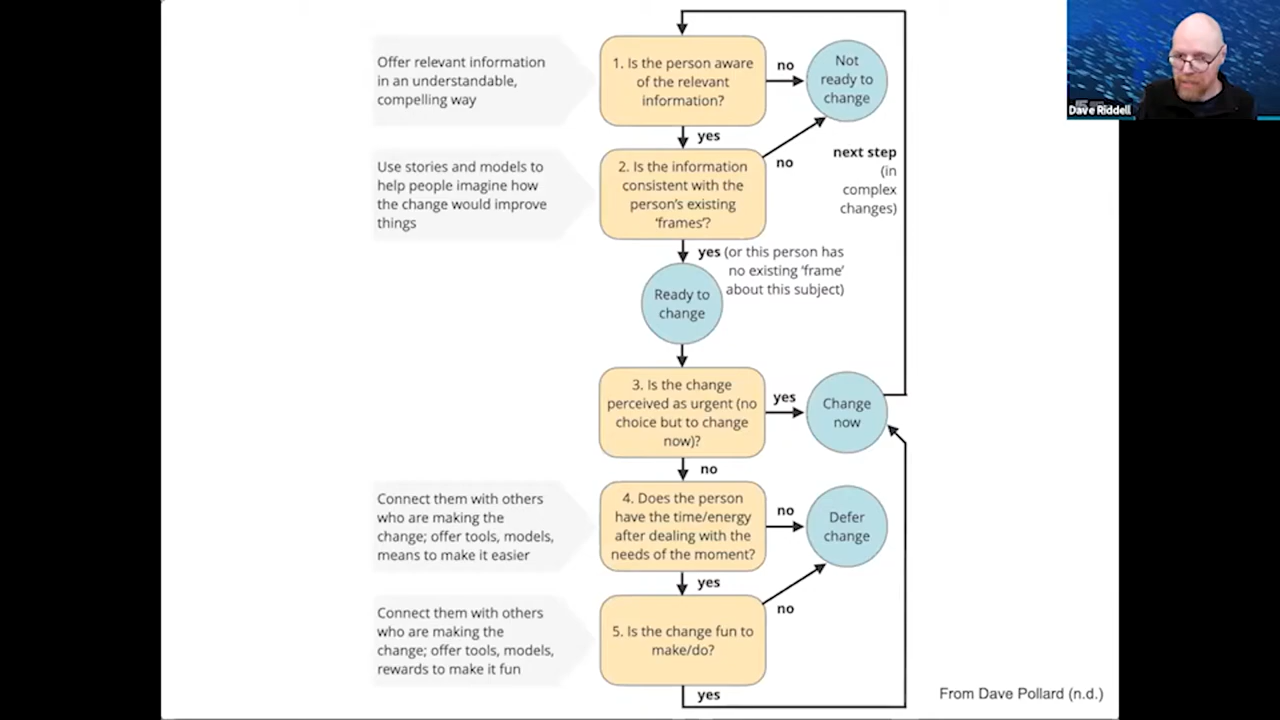 Offer relevant information
in an understandable,
compelling way
1. Is the person aware
of the relevant
information?
no
Not
ready to
change
yes
Use stories and models to
help people imagine how
the change would improve
things
2. Is the information
consistent with the
person's existing
'frames'?
no
next step
(in
complex
changes)
yes (or this person has
no existing 'frame'
about this subject)
Ready to
change
3. Is the change
perceived as urgent (no
choice but to change
now)?
yes
Change
now
no
Connect them with others
who are making the
change; offer tools, models,
means to make it easier
4. Does the person
have the time/energy
after dealing with the
needs of the moment?
no
Defer
change
yes
Connect them with others
who are making the
change; offer tools, models,
rewards to make it fun
5. Is the change fun to
make/do?
no
yes
From Dave Pollard (n.d.)
Dave Riddell